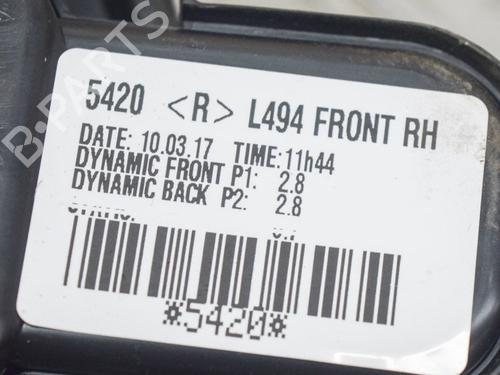 B-PARTS
5420 <R> L494 FRONT RH
DATE: 10.03.17 TIME:11h44
DYNAMIC FRONT P1: 2.8
DYNAMIC BACK P2: 2.8
*5420*